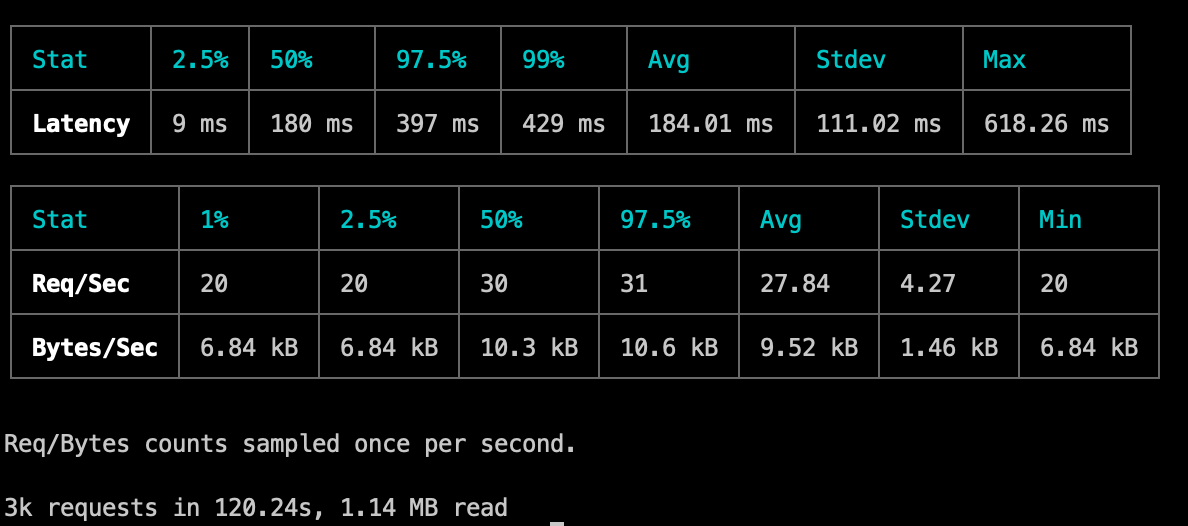 Stat 2.5% 50% 97.5% 99% Avg Stdev Max
Latency 9 ms 180 ms 397 ms 429 ms 184.01 ms 111.02 ms 618.26 ms
Stat 1% 2.5% 50% 97.5% Avg Stdev Min
Req/Sec 20 20 30 31 27.84 4.27 20
Bytes/Sec 6.84 kB 6.84 kB 10.3 kB 10.6 kB 9.52 kB 1.46 kB 6.84 kB
Req/Bytes counts sampled once per second.
3k requests in 120.24s, 1.14 MB read